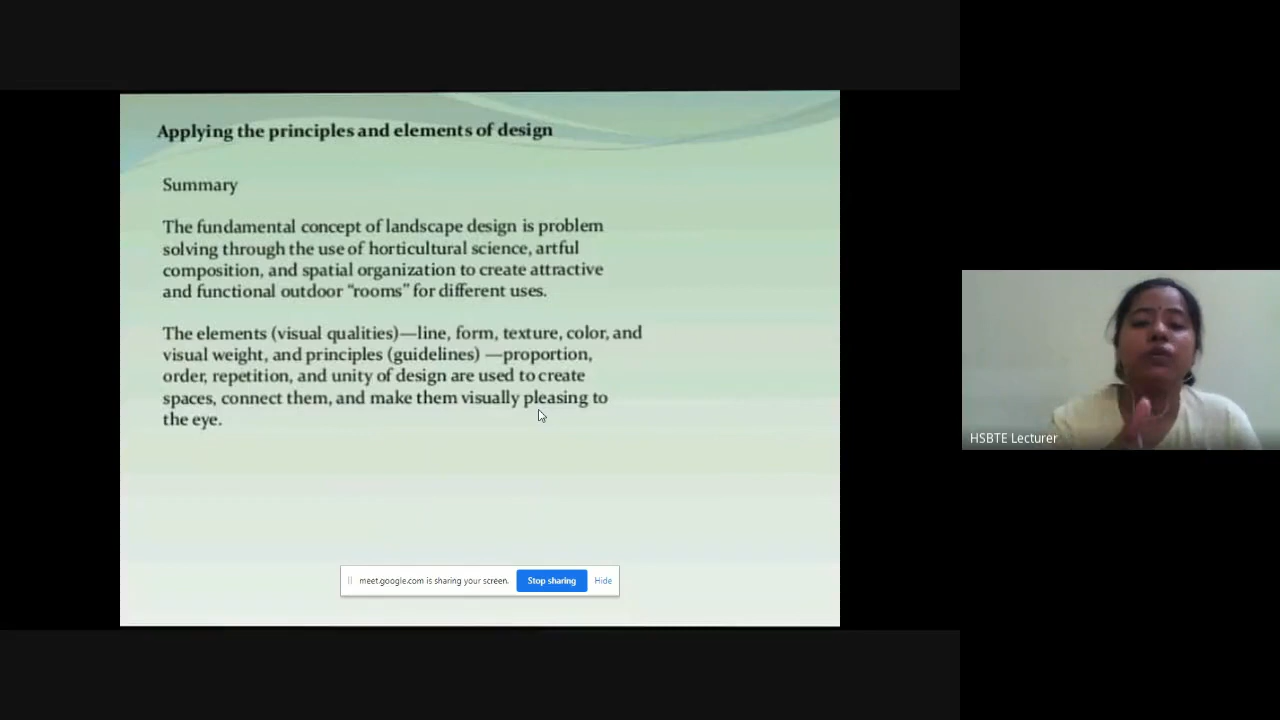 Applying the principles and elements of design
Summary
The fundamental concept of landscape design is problem
solving through the use of horticultural science, artful
composition, and spatial organization to create attractive
and functional outdoor “rooms” for different uses.
The elements (visual qualities)—line, form, texture, color, and
visual weight, and principles (guidelines) —proportion,
order, repetition, and unity of design are used to create
spaces, connect them, and make them visually pleasing to
the eye.
HSBTE Lecturer
meet.google.com is sharing your screen. Stop sharing Hide